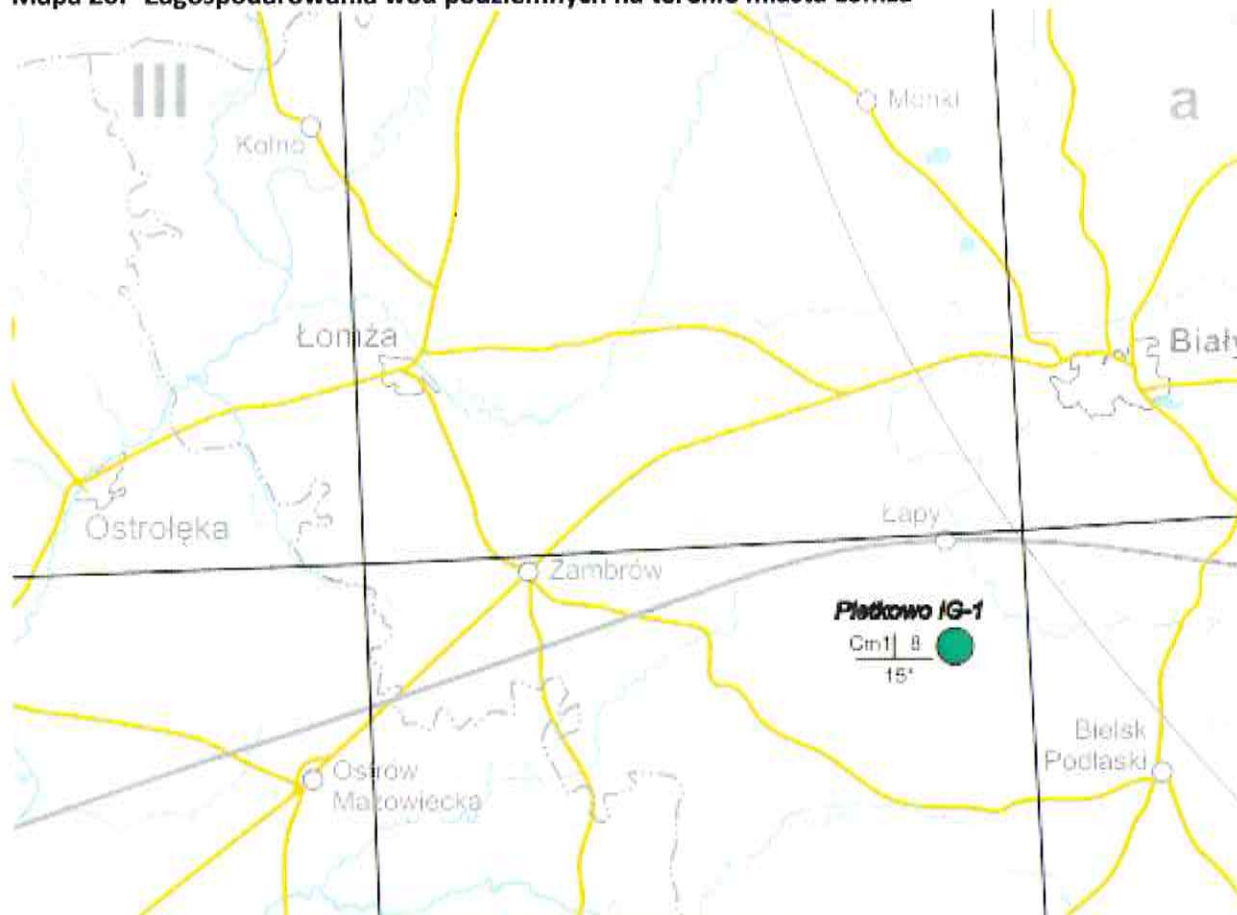 Mapa 20. Zagospodarowania wód podziemnych na terenie miasta Łomża
III
Kolno
Mońki
a
Łomża
Biały
Ostrołęka
Łapy
Zambrów
Pietkowo IG-1
Cm1 8
15*
Bielsk
Podlaski
Ostrów
Mazowiecka